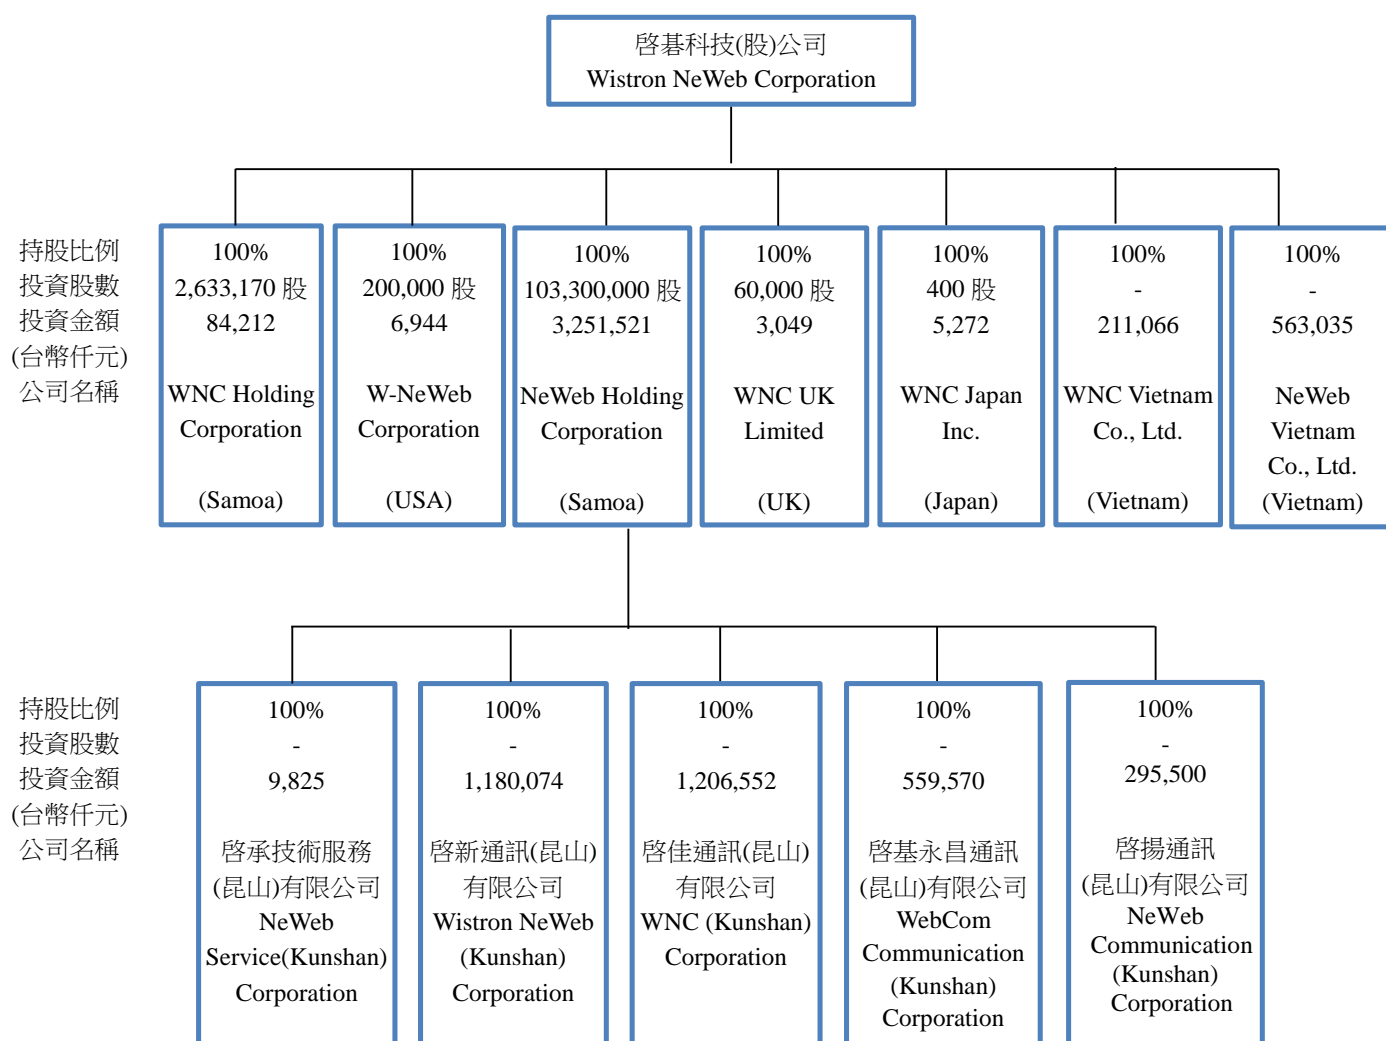 啓碁科技(股)公司
Wistron NeWeb Corporation
持股比例
投資股數
投資金額
(台幣仟元)
公司名稱
100%
2,633,170 股
84,212
WNC Holding
Corporation
(Samoa)
100%
200,000 股
6,944
W-NeWeb
Corporation
(USA)
100%
103,300,000 股
3,251,521
NeWeb Holding
Corporation
(Samoa)
100%
60,000 股
3,049
WNC UK
Limited
(UK)
100%
400 股
5,272
WNC Japan
Inc.
(Japan)
100%
-
211,066
WNC Vietnam
Co., Ltd.
(Vietnam)
100%
-
563,035
NeWeb
Vietnam
Co., Ltd.
(Vietnam)
持股比例
投資股數
投資金額
(台幣仟元)
公司名稱
100%
-
9,825
啓承技術服務
(昆山)有限公司
NeWeb
Service(Kunshan)
Corporation
100%
-
1,180,074
啓新通訊(昆山)
有限公司
Wistron NeWeb
(Kunshan)
Corporation
100%
-
1,206,552
啓佳通訊(昆山)
有限公司
WNC (Kunshan)
Corporation
100%
-
559,570
啓基永昌通訊
(昆山)有限公司
WebCom
Communication
(Kunshan)
Corporation
100%
-
295,500
啓揚通訊
(昆山)有限公司
NeWeb
Communication
(Kunshan)
Corporation